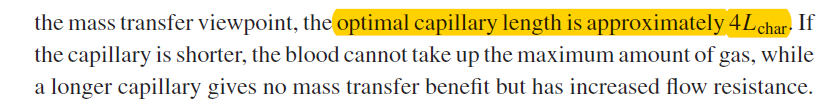 the mass transfer viewpoint, the optimal capillary length is approximately 4Lchar. If
the capillary is shorter, the blood cannot take up the maximum amount of gas, while
a longer capillary gives no mass transfer benefit but has increased flow resistance.